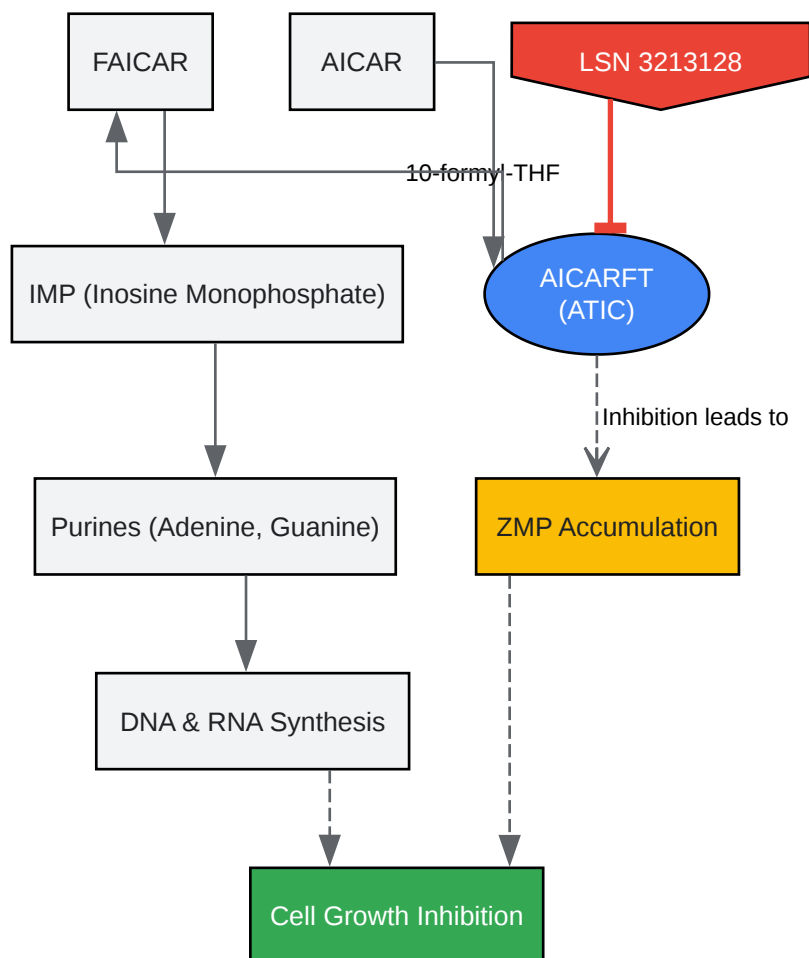 FAICAR
AICAR
LSN 3213128
10-formyl-THF
IMP (Inosine Monophosphate)
AICARFT
(ATIC)
Inhibition leads to
Purines (Adenine, Guanine)
ZMP Accumulation
DNA & RNA Synthesis
Cell Growth Inhibition